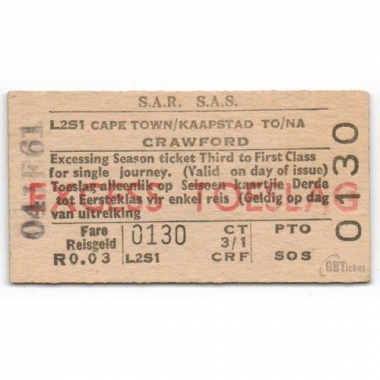 S.A.R. S.A.S.
L2S1 CAPE TOWN/KAAPSTAD TO/NA
CRAWFORD
Excessing Season ticket Third to First Class
for single journey. (Valid on day of issue)
EXCESS TOESLAG
Toeslag alleenlik op Seisoen kaartjie Derde
tot Eersteklas vir enkel reis (Geldig op dag
van uitreiking
Fare
Reisgeld
R0.03
0130
L2S1
CT
3/1
CRF
PTO
SOS
0130
GBTicket